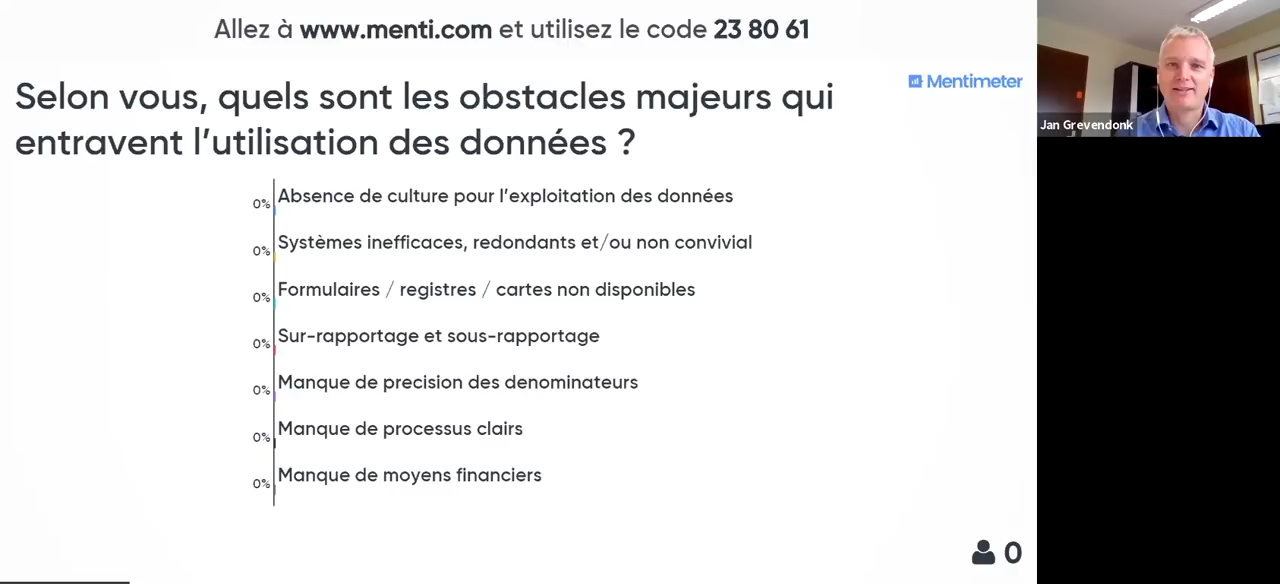 Allez à www.menti.com et utilisez le code 23 80 61
Mentimeter
Selon vous, quels sont les obstacles majeurs qui
entravent l’utilisation des données ?
Jan Grevendonk
0% Absence de culture pour l’exploitation des données
0% Systèmes inefficaces, redondants et/ou non convivial
0% Formulaires / registres / cartes non disponibles
0% Sur-rapportage et sous-rapportage
0% Manque de precision des denominateurs
0% Manque de processus clairs
0% Manque de moyens financiers
0